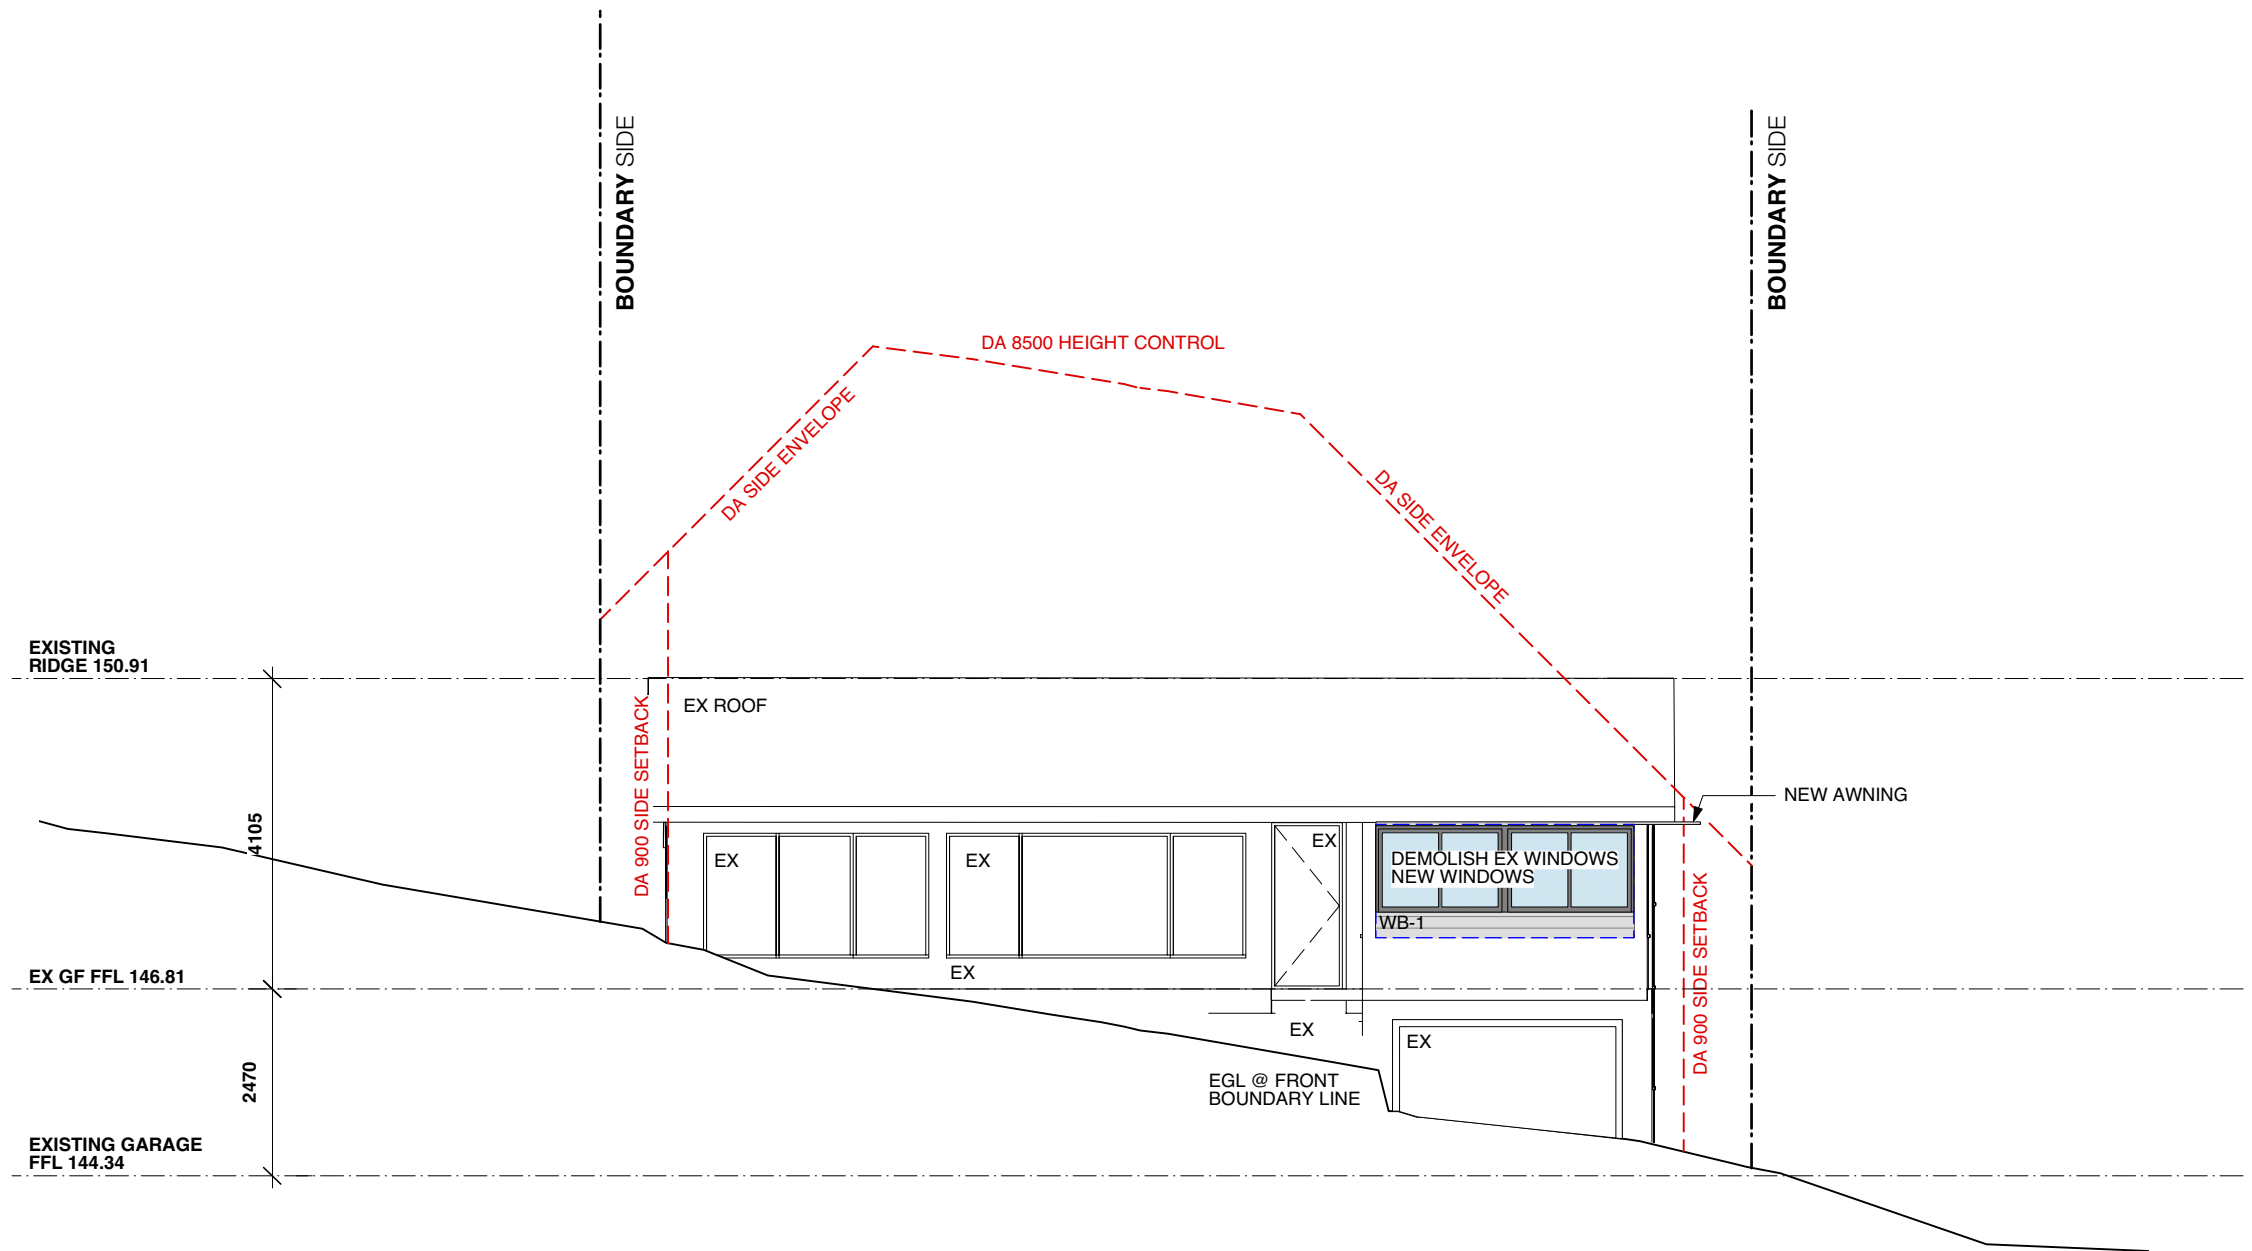 BOUNDARY SIDE
BOUNDARY SIDE
DA 8500 HEIGHT CONTROL
DA SIDE ENVELOPE
DA SIDE ENVELOPE
EXISTING
RIDGE 150.91
EX ROOF
DA 900 SIDE SETBACK
NEW AWNING
4105
EX
EX
EX
DEMOLISH EX WINDOWS
NEW WINDOWS
WB-1
DA 900 SIDE SETBACK
EX GF FFL 146.81
EX
EX
EX
2470
EGL @ FRONT
BOUNDARY LINE
EXISTING GARAGE
FFL 144.34